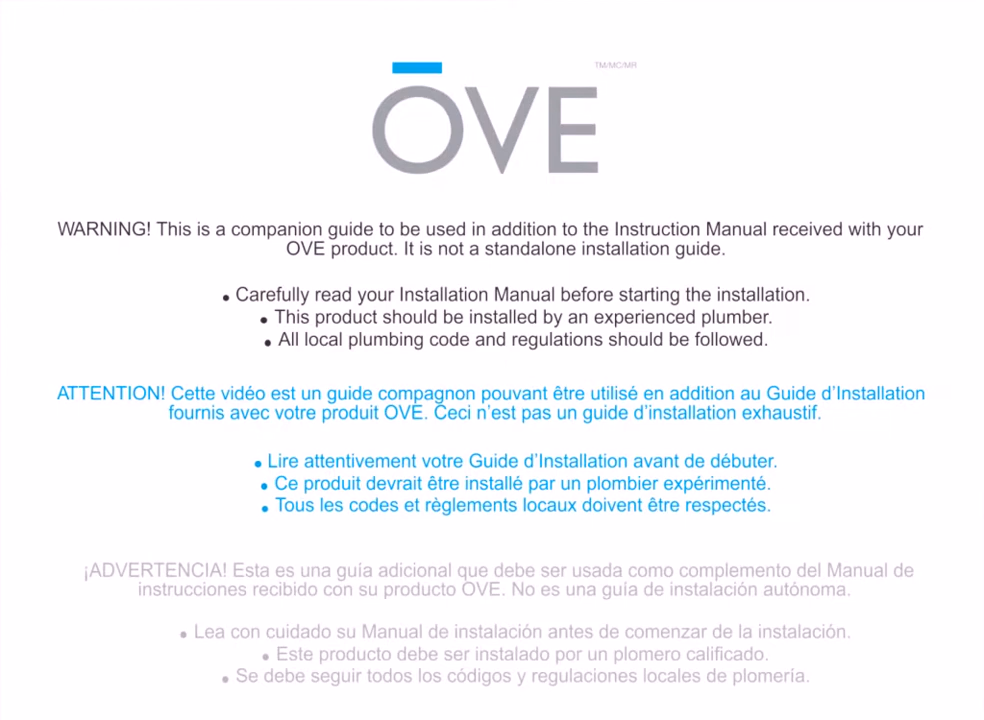 TM/MC/MR
ŌVE
WARNING! This is a companion guide to be used in addition to the Instruction Manual received with your
OVE product. It is not a standalone installation guide.
• Carefully read your Installation Manual before starting the installation.
• This product should be installed by an experienced plumber.
• All local plumbing code and regulations should be followed.
ATTENTION! Cette vidéo est un guide compagnon pouvant être utilisé en addition au Guide d’Installation
fournis avec votre produit OVE. Ceci n’est pas un guide d’installation exhaustif.
• Lire attentivement votre Guide d’Installation avant de débuter.
• Ce produit devrait être installé par un plombier expérimenté.
• Tous les codes et règlements locaux doivent être respectés.
¡ADVERTENCIA! Esta es una guía adicional que debe ser usada como complemento del Manual de
instrucciones recibido con su producto OVE. No es una guía de instalación autónoma.
• Lea con cuidado su Manual de instalación antes de comenzar de la instalación.
• Este producto debe ser instalado por un plomero calificado.
• Se debe seguir todos los códigos y regulaciones locales de plomería.